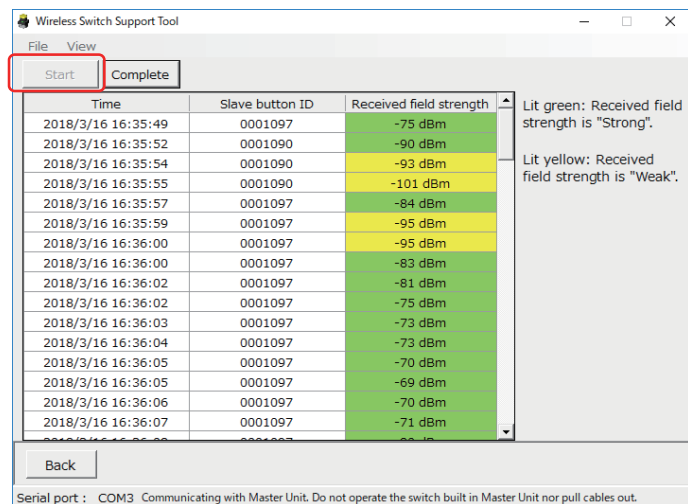 Wireless Switch Support Tool
File View
Start Complete
Time Slave button ID Received field strength
2018/3/16 16:35:49 0001097 -75 dBm
2018/3/16 16:35:52 0001090 -90 dBm
2018/3/16 16:35:54 0001090 -93 dBm
2018/3/16 16:35:55 0001090 -101 dBm
2018/3/16 16:35:57 0001097 -84 dBm
2018/3/16 16:35:59 0001097 -95 dBm
2018/3/16 16:36:00 0001097 -95 dBm
2018/3/16 16:36:00 0001097 -83 dBm
2018/3/16 16:36:02 0001097 -81 dBm
2018/3/16 16:36:02 0001097 -75 dBm
2018/3/16 16:36:03 0001097 -73 dBm
2018/3/16 16:36:04 0001097 -73 dBm
2018/3/16 16:36:05 0001097 -70 dBm
2018/3/16 16:36:05 0001097 -69 dBm
2018/3/16 16:36:06 0001097 -70 dBm
2018/3/16 16:36:07 0001097 -71 dBm
Lit green: Received field
strength is "Strong".
Lit yellow: Received
field strength is "Weak".
Back
Serial port : COM3 Communicating with Master Unit. Do not operate the switch built in Master Unit nor pull cables out.